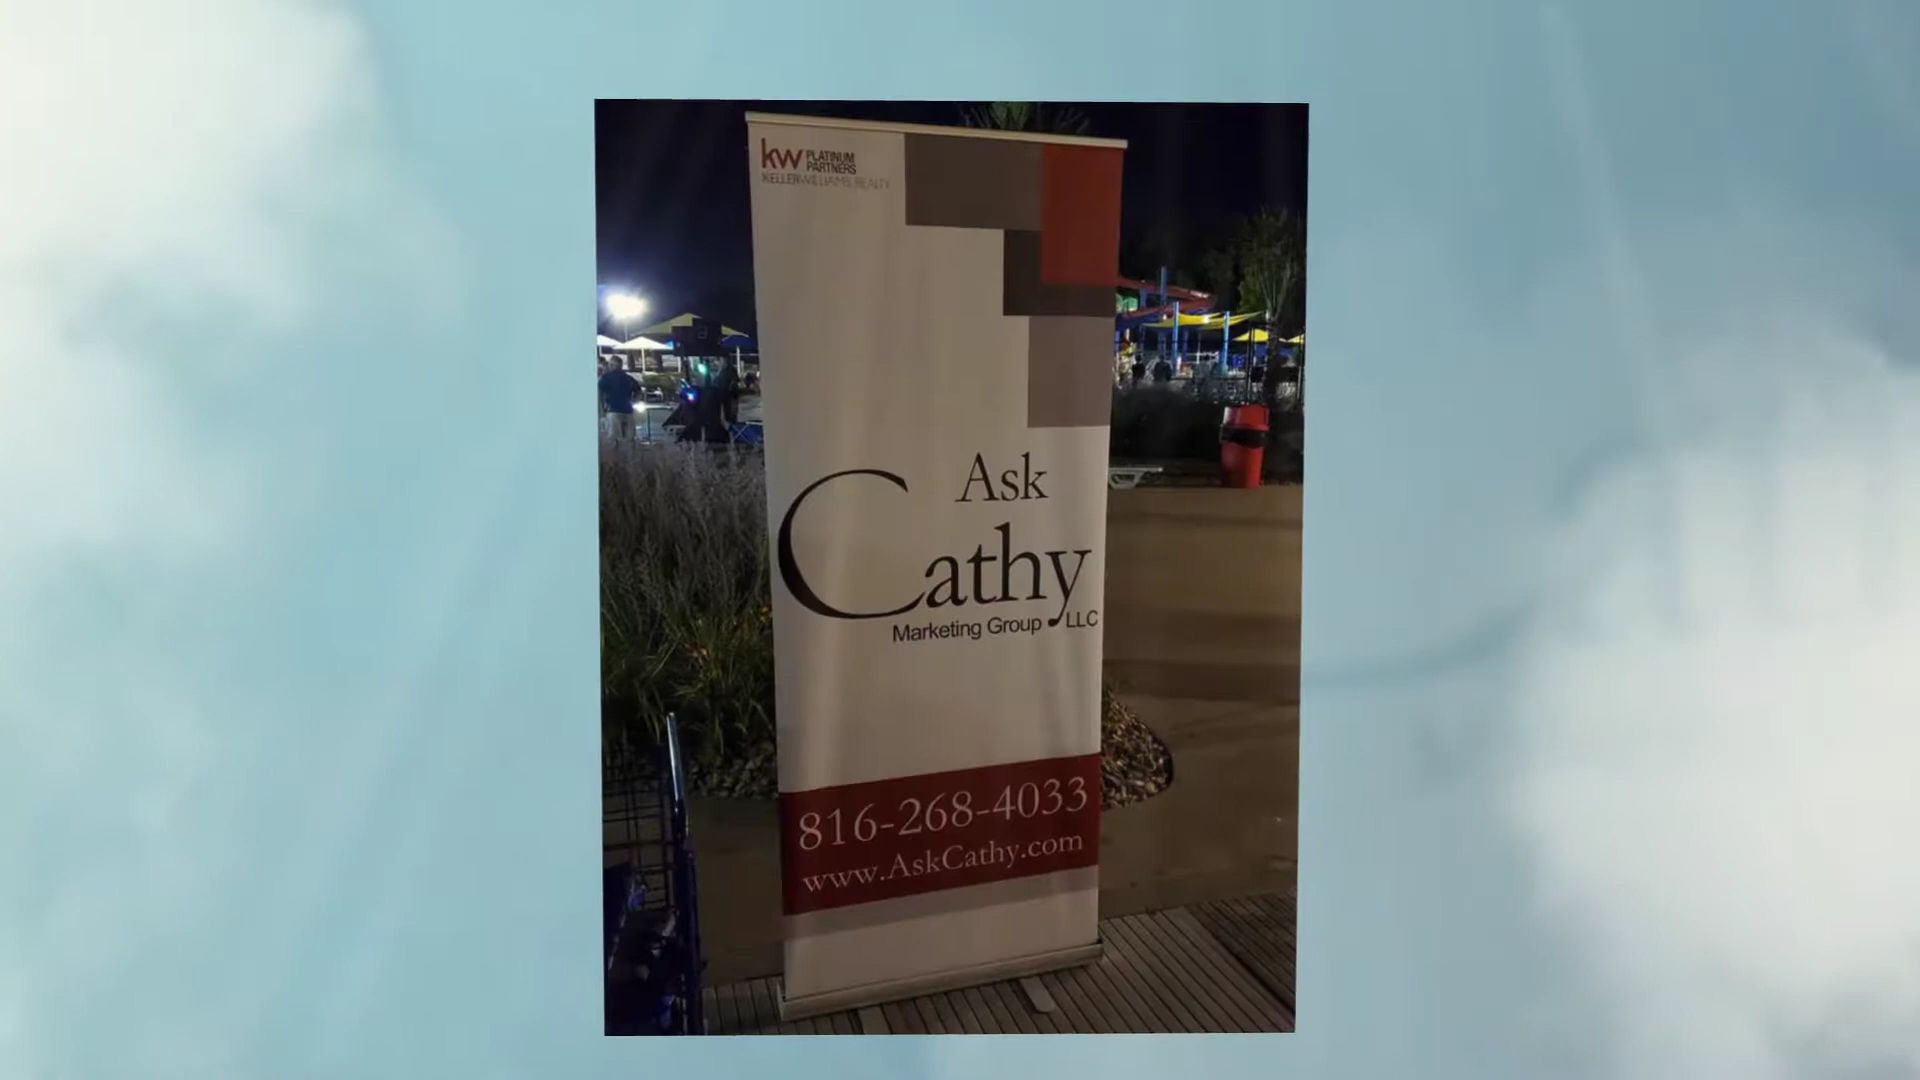 kw PLATINUM
PARTNERS
KELLERWILLIAMS REALTY
Ask
Cathy
Marketing Group LLC
816-268-4033
www.AskCathy.com